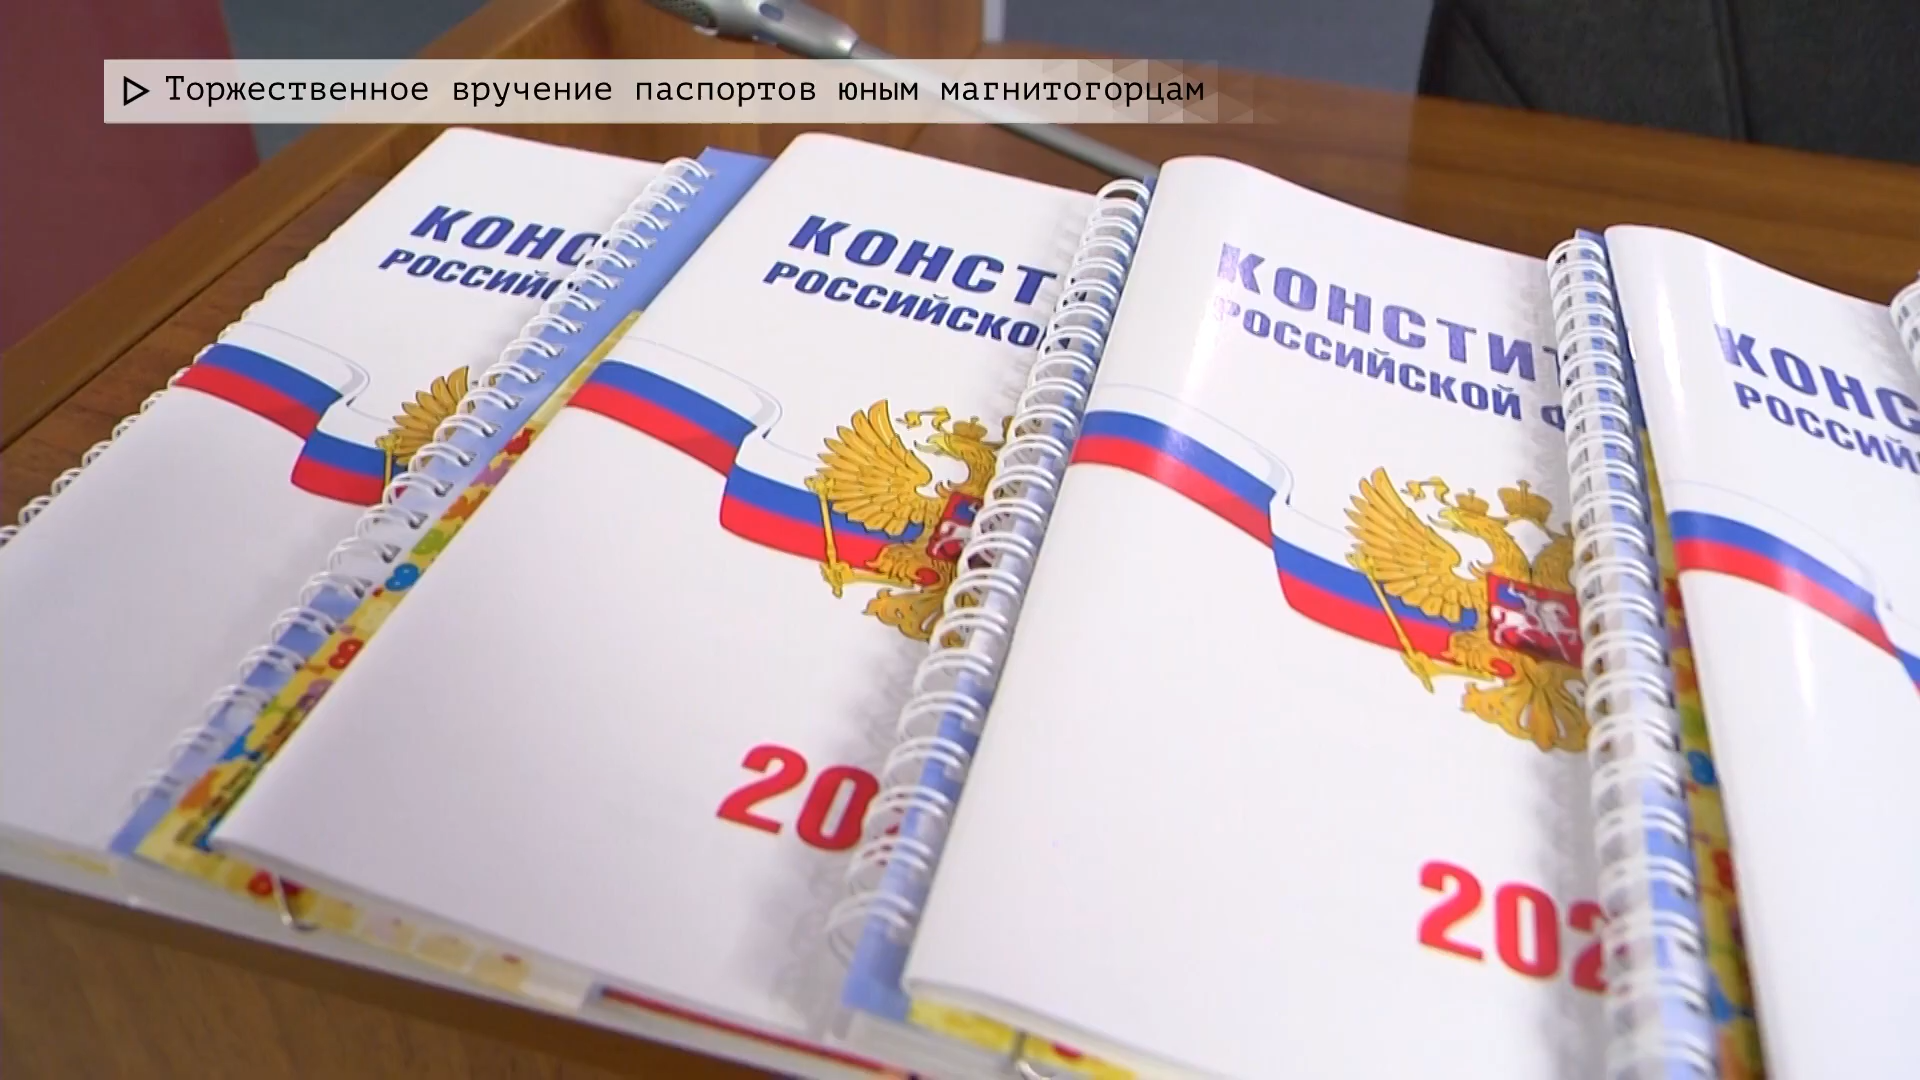 Торжественное вручение паспортов юным магнитогорцам
КОНС
РОССИЙС
КОНСТ
РОССИЙСКОЙ
20
КОНСТИТ
РОССИЙСКОЙ Ф
202
КОНС
РОССИЙ